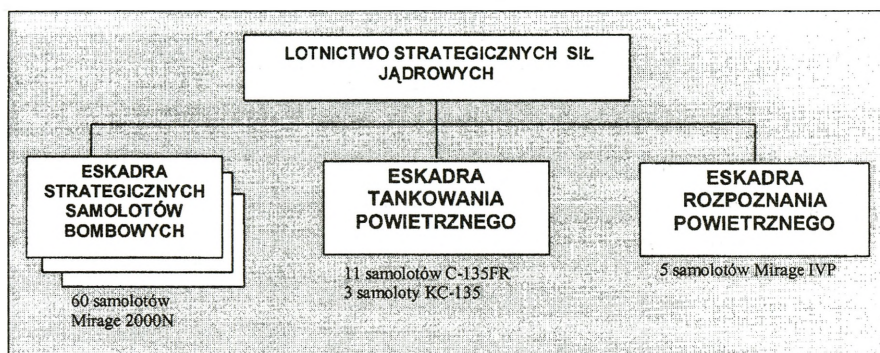 LOTNICTWO STRATEGICZNYCH SIŁ
JĄDROWYCH
ESKADRA
STRATEGICZNYCH
SAMOLOTÓW
BOMBOWYCH
60 samolotów
Mirage 2000N
ESKADRA
TANKOWANIA
POWIETRZNEGO
11 samolotów C-135FR
3 samoloty KC-135
ESKADRA
ROZPOZNANIA
POWIETRZNEGO
5 samolotów Mirage IVP